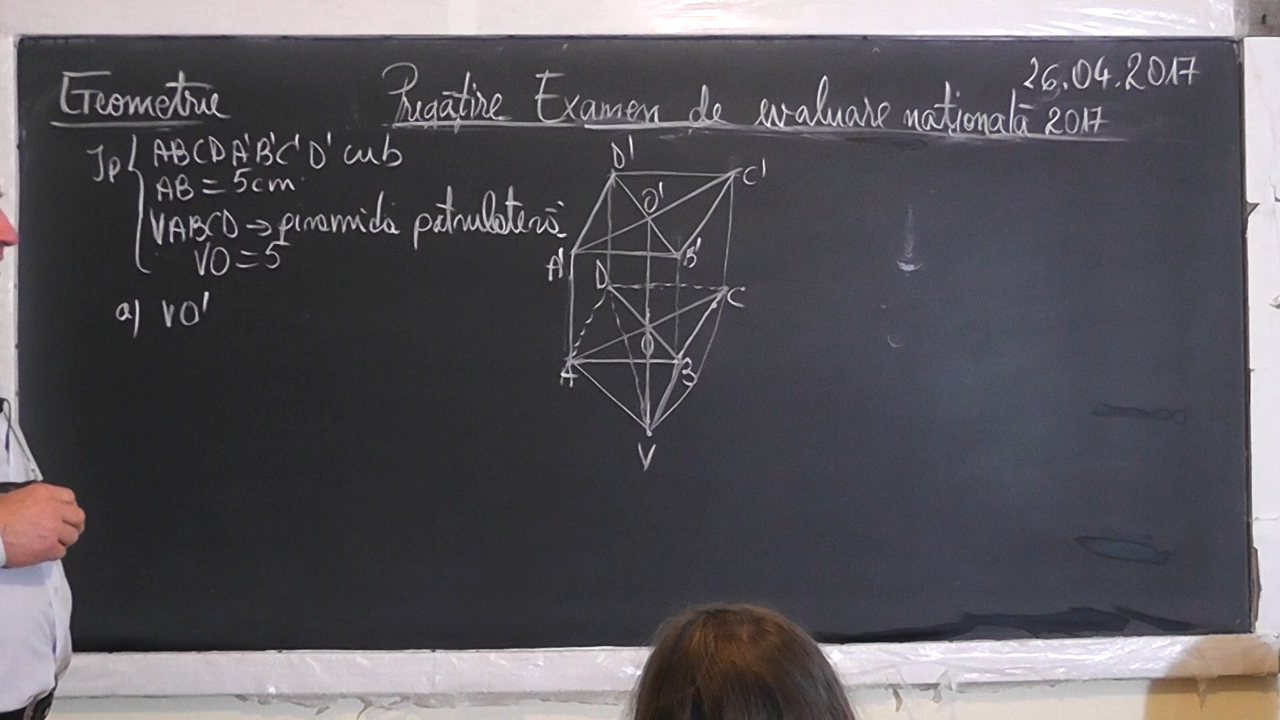 Geometrie
Pregătire Examen de evaluare națională 2017
26.04.2017
Ip
ABCDA'B'C'D' cub
AB = 5cm
VABCD → piramidă patrulateră
VO = 5
a) VO'
D'
C'
O'
A'
B'
D
C
O
A
B
V